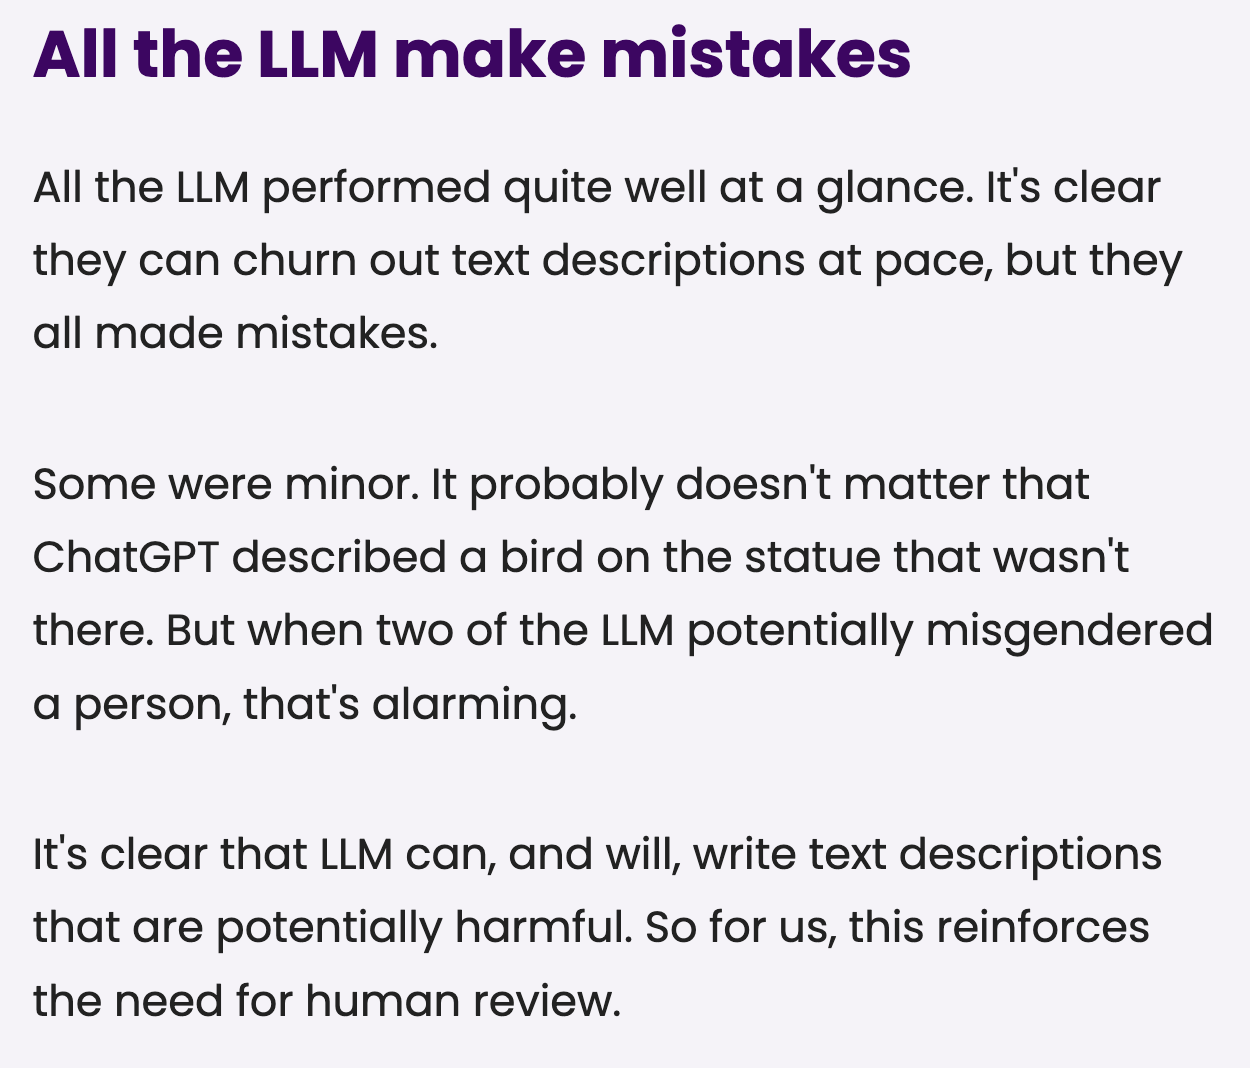 All the LLM make mistakes
All the LLM performed quite well at a glance. It's clear
they can churn out text descriptions at pace, but they
all made mistakes.
Some were minor. It probably doesn't matter that
ChatGPT described a bird on the statue that wasn't
there. But when two of the LLM potentially misgendered
a person, that's alarming.
It's clear that LLM can, and will, write text descriptions
that are potentially harmful. So for us, this reinforces
the need for human review.